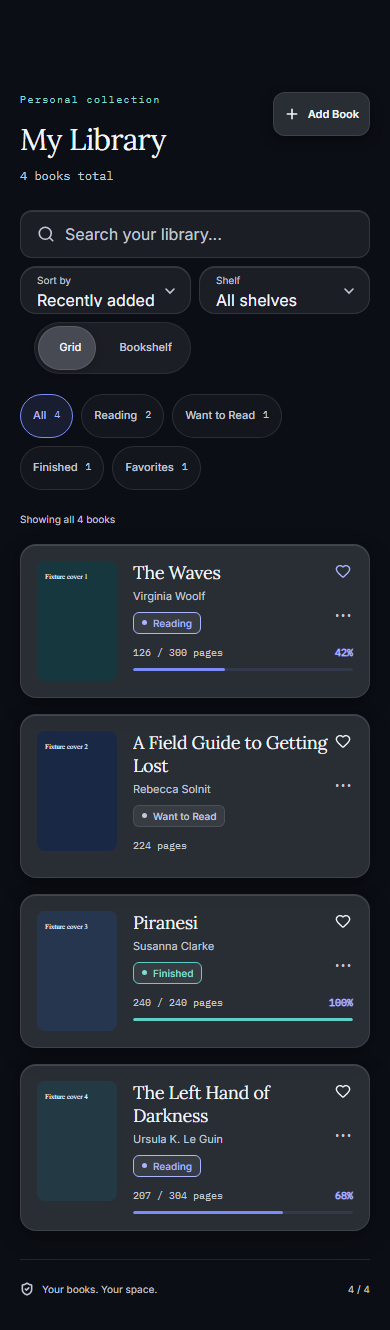 Personal collection
Add Book
My Library
4 books total
Search your library...
Sort by
Recently added
Shelf
All shelves
Grid
Bookshelf
All 4
Reading 2
Want to Read 1
Finished 1
Favorites 1
Showing all 4 books
Fixture cover 1
The Waves
Virginia Woolf
Reading
126 / 300 pages
42%
Fixture cover 2
A Field Guide to Getting
Lost
Rebecca Solnit
Want to Read
224 pages
Fixture cover 3
Piranesi
Susanna Clarke
Finished
240 / 240 pages
100%
Fixture cover 4
The Left Hand of
Darkness
Ursula K. Le Guin
Reading
207 / 304 pages
68%
Your books. Your space.
4 / 4